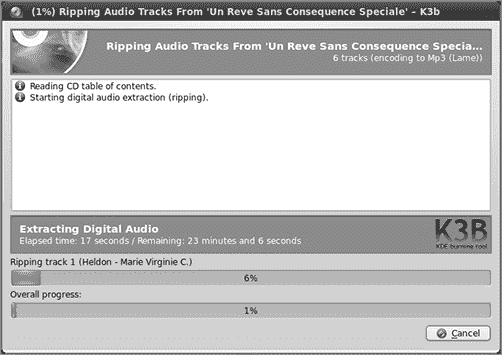 (1%) Ripping Audio Tracks From 'Un Reve Sans Consequence Speciale' – K3b
Ripping Audio Tracks From 'Un Reve Sans Consequence Specia...
6 tracks (encoding to Mp3 (Lame))
Reading CD table of contents.
Starting digital audio extraction (ripping).
Extracting Digital Audio
Elapsed time: 17 seconds / Remaining: 23 minutes and 6 seconds
K3B
KDE burning tool
Ripping track 1 (Heldon - Marie Virginie C.)
6%
Overall progress:
1%
Cancel